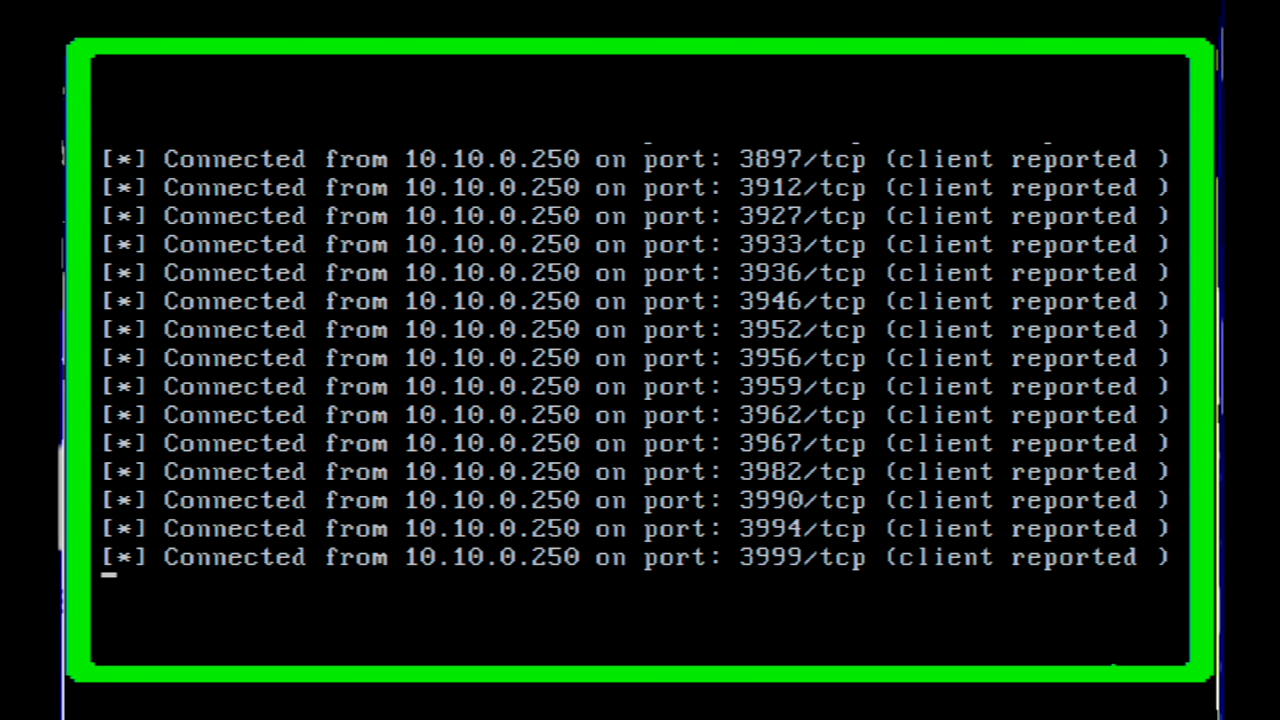 [*] Connected from 10.10.0.250 on port: 3897/tcp (client reported )
[*] Connected from 10.10.0.250 on port: 3912/tcp (client reported )
[*] Connected from 10.10.0.250 on port: 3927/tcp (client reported )
[*] Connected from 10.10.0.250 on port: 3933/tcp (client reported )
[*] Connected from 10.10.0.250 on port: 3936/tcp (client reported )
[*] Connected from 10.10.0.250 on port: 3946/tcp (client reported )
[*] Connected from 10.10.0.250 on port: 3952/tcp (client reported )
[*] Connected from 10.10.0.250 on port: 3956/tcp (client reported )
[*] Connected from 10.10.0.250 on port: 3959/tcp (client reported )
[*] Connected from 10.10.0.250 on port: 3962/tcp (client reported )
[*] Connected from 10.10.0.250 on port: 3967/tcp (client reported )
[*] Connected from 10.10.0.250 on port: 3982/tcp (client reported )
[*] Connected from 10.10.0.250 on port: 3990/tcp (client reported )
[*] Connected from 10.10.0.250 on port: 3994/tcp (client reported )
[*] Connected from 10.10.0.250 on port: 3999/tcp (client reported )